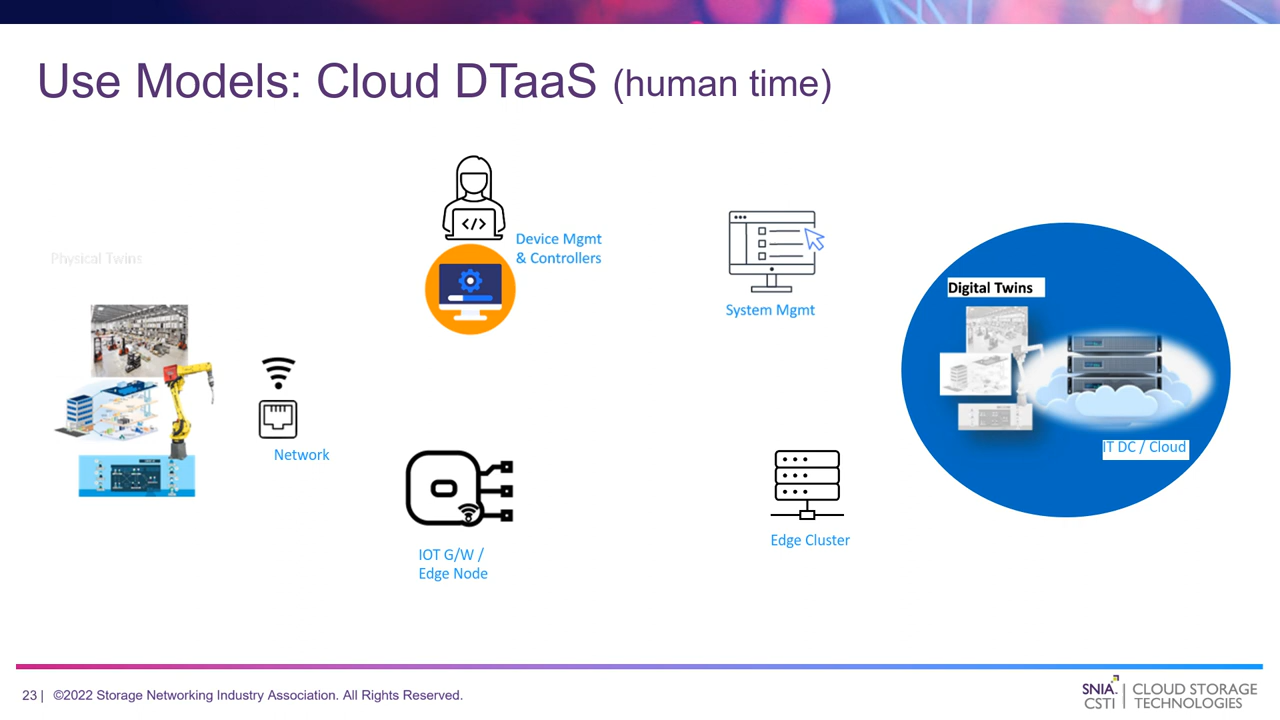 Use Models: Cloud DTaaS (human time)
Physical Twins
Device Mgmt
& Controllers
System Mgmt
Digital Twins
Network
IT DC / Cloud
Edge Cluster
IOT G/W /
Edge Node
23 | ©2022 Storage Networking Industry Association. All Rights Reserved.
SNIA. | CLOUD STORAGE
CSTI | TECHNOLOGIES